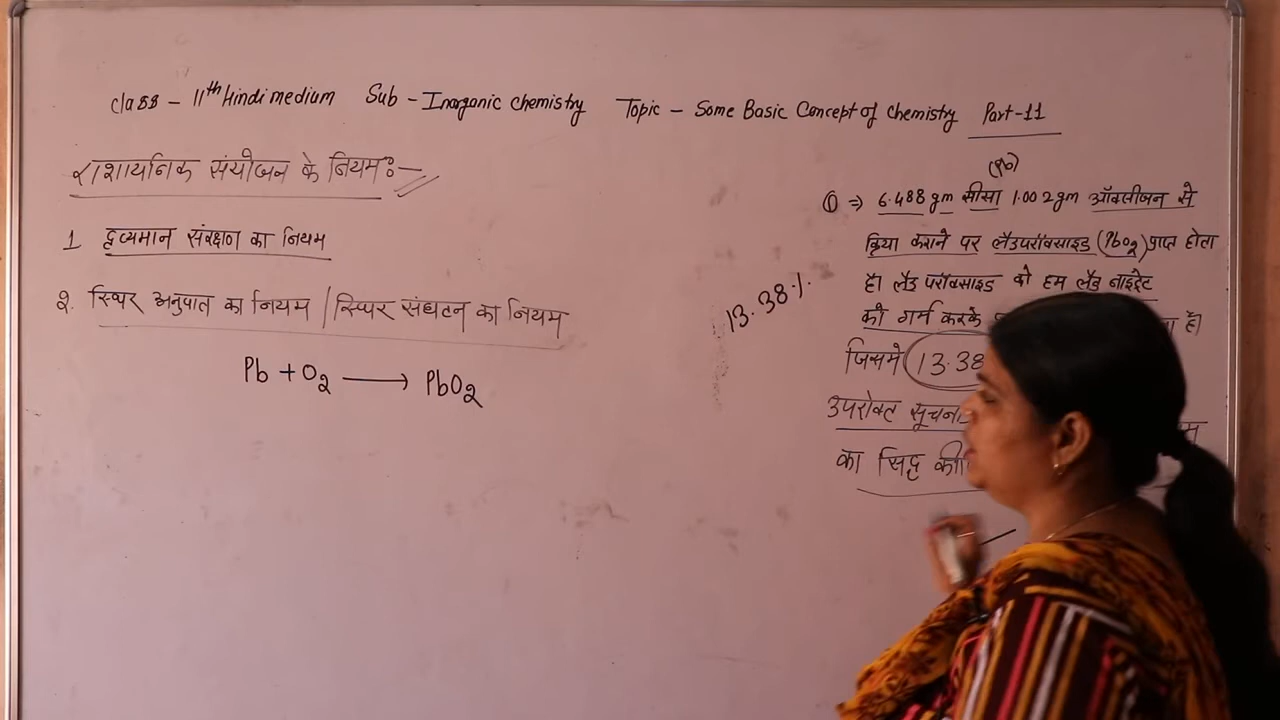 Class - 11th Hindi medium Sub - Inorganic chemistry Topic - Some Basic Concept of Chemistry Part-11
राशायनिक संयोजन के नियम:-
1 द्रव्यमान संरक्षण का नियम
२. स्थिर अनुपात का नियम / स्थिर संघटन का नियम
Pb + O2 ⟶ PbO2
13.38%
(Pb)
① ⇒ 6.488 gm सीसा 1.002 gm ऑक्सीजन से
क्रिया कराने पर लैडपरॉक्साइड (PbO2) प्राप्त होता
है। लैड परॉक्साइड को हम लैड नाइट्रेट
को गर्म करके है।
जिसमे 13.38
उपरोक्त
का सिद्ध